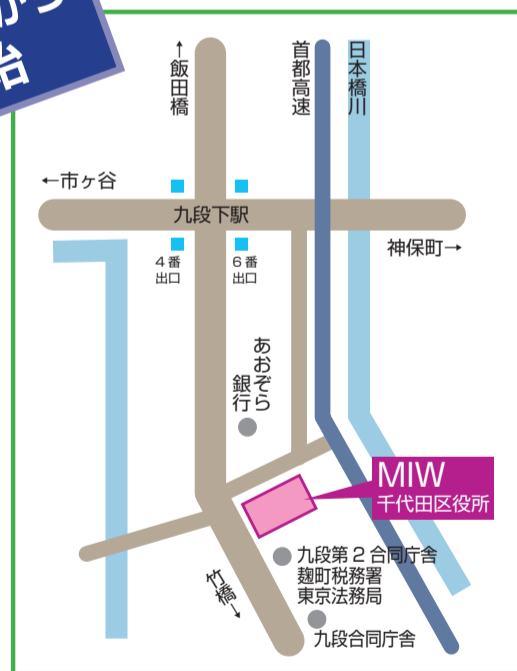 から
治
↑飯田橋
首都高速
日本橋川
←市ヶ谷
九段下駅
神保町→
4番
出口
6番
出口
あおぞら
銀行
MIW
千代田区役所
九段第2合同庁舎
麹町税務署
東京法務局
竹橋→
九段合同庁舎